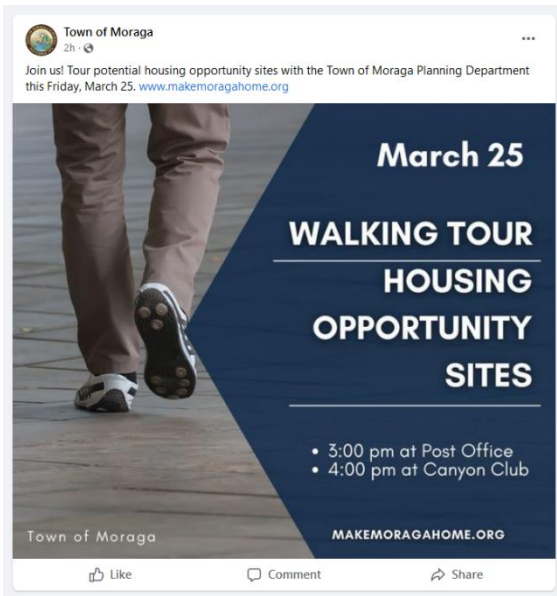 Town of Moraga
2h
Join us! Tour potential housing opportunity sites with the Town of Moraga Planning Department
this Friday, March 25. www.makemoragahome.org
March 25
WALKING TOUR
HOUSING
OPPORTUNITY
SITES
• 3:00 pm at Post Office
• 4:00 pm at Canyon Club
Town of Moraga
MAKEMORAGAHOME.ORG
Like
Comment
Share